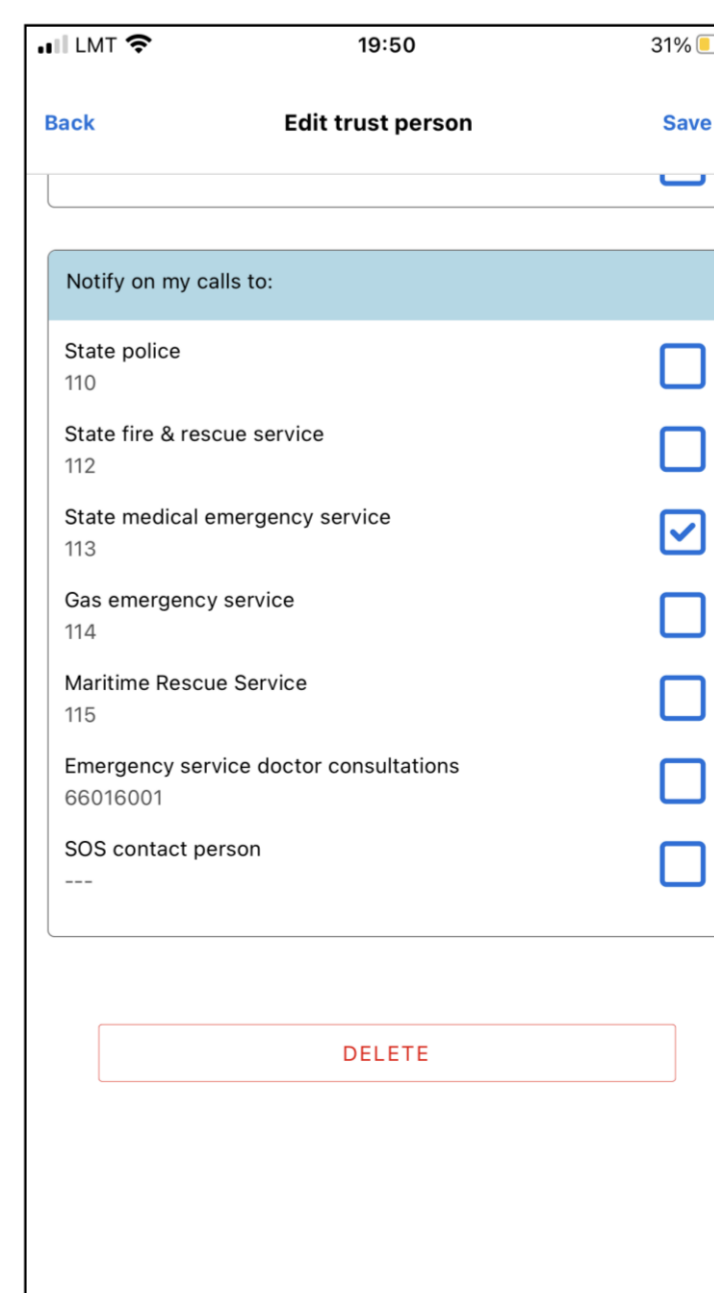 LMT 19:50 31%
Back Edit trust person Save
Notify on my calls to:
State police
110
State fire & rescue service
112
State medical emergency service
113
Gas emergency service
114
Maritime Rescue Service
115
Emergency service doctor consultations
66016001
SOS contact person
---
DELETE